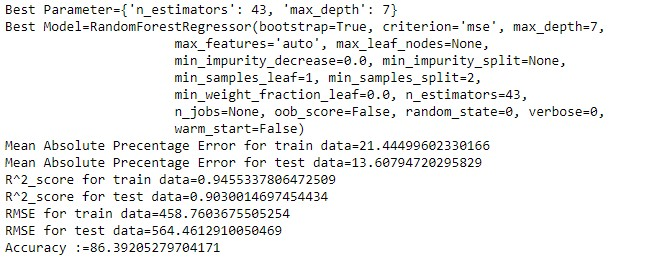 Best Parameter={'n_estimators': 43, 'max_depth': 7}
Best Model=RandomForestRegressor(bootstrap=True, criterion='mse', max_depth=7,
max_features='auto', max_leaf_nodes=None,
min_impurity_decrease=0.0, min_impurity_split=None,
min_samples_leaf=1, min_samples_split=2,
min_weight_fraction_leaf=0.0, n_estimators=43,
n_jobs=None, oob_score=False, random_state=0, verbose=0,
warm_start=False)
Mean Absolute Precentage Error for train data=21.44499602330166
Mean Absolute Precentage Error for test data=13.60794720295829
R^2_score for train data=0.9455337806472509
R^2_score for test data=0.9030014697454434
RMSE for train data=458.7603675505254
RMSE for test data=564.4612910050469
Accuracy :=86.39205279704171